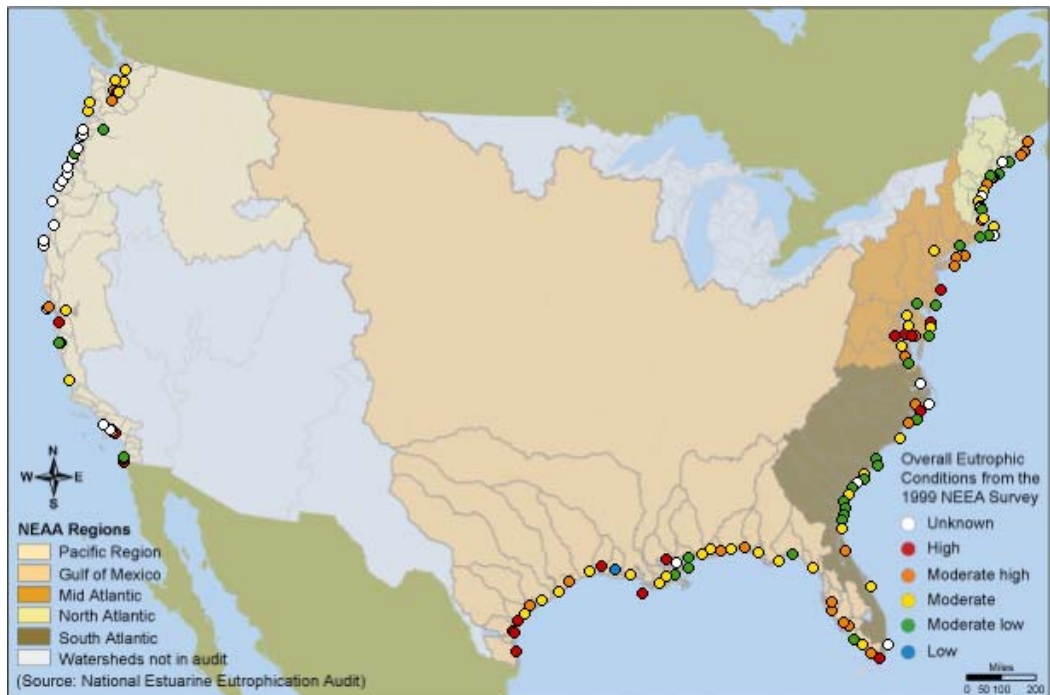 N
W E
S
NEAA Regions
Pacific Region
Gulf of Mexico
Mid Atlantic
North Atlantic
South Atlantic
Watersheds not in audit
(Source: National Estuarine Eutrophication Audit)
Overall Eutrophic
Conditions from the
1999 NEEA Survey
Unknown
High
Moderate high
Moderate
Moderate low
Low
Miles
0 50 100 200